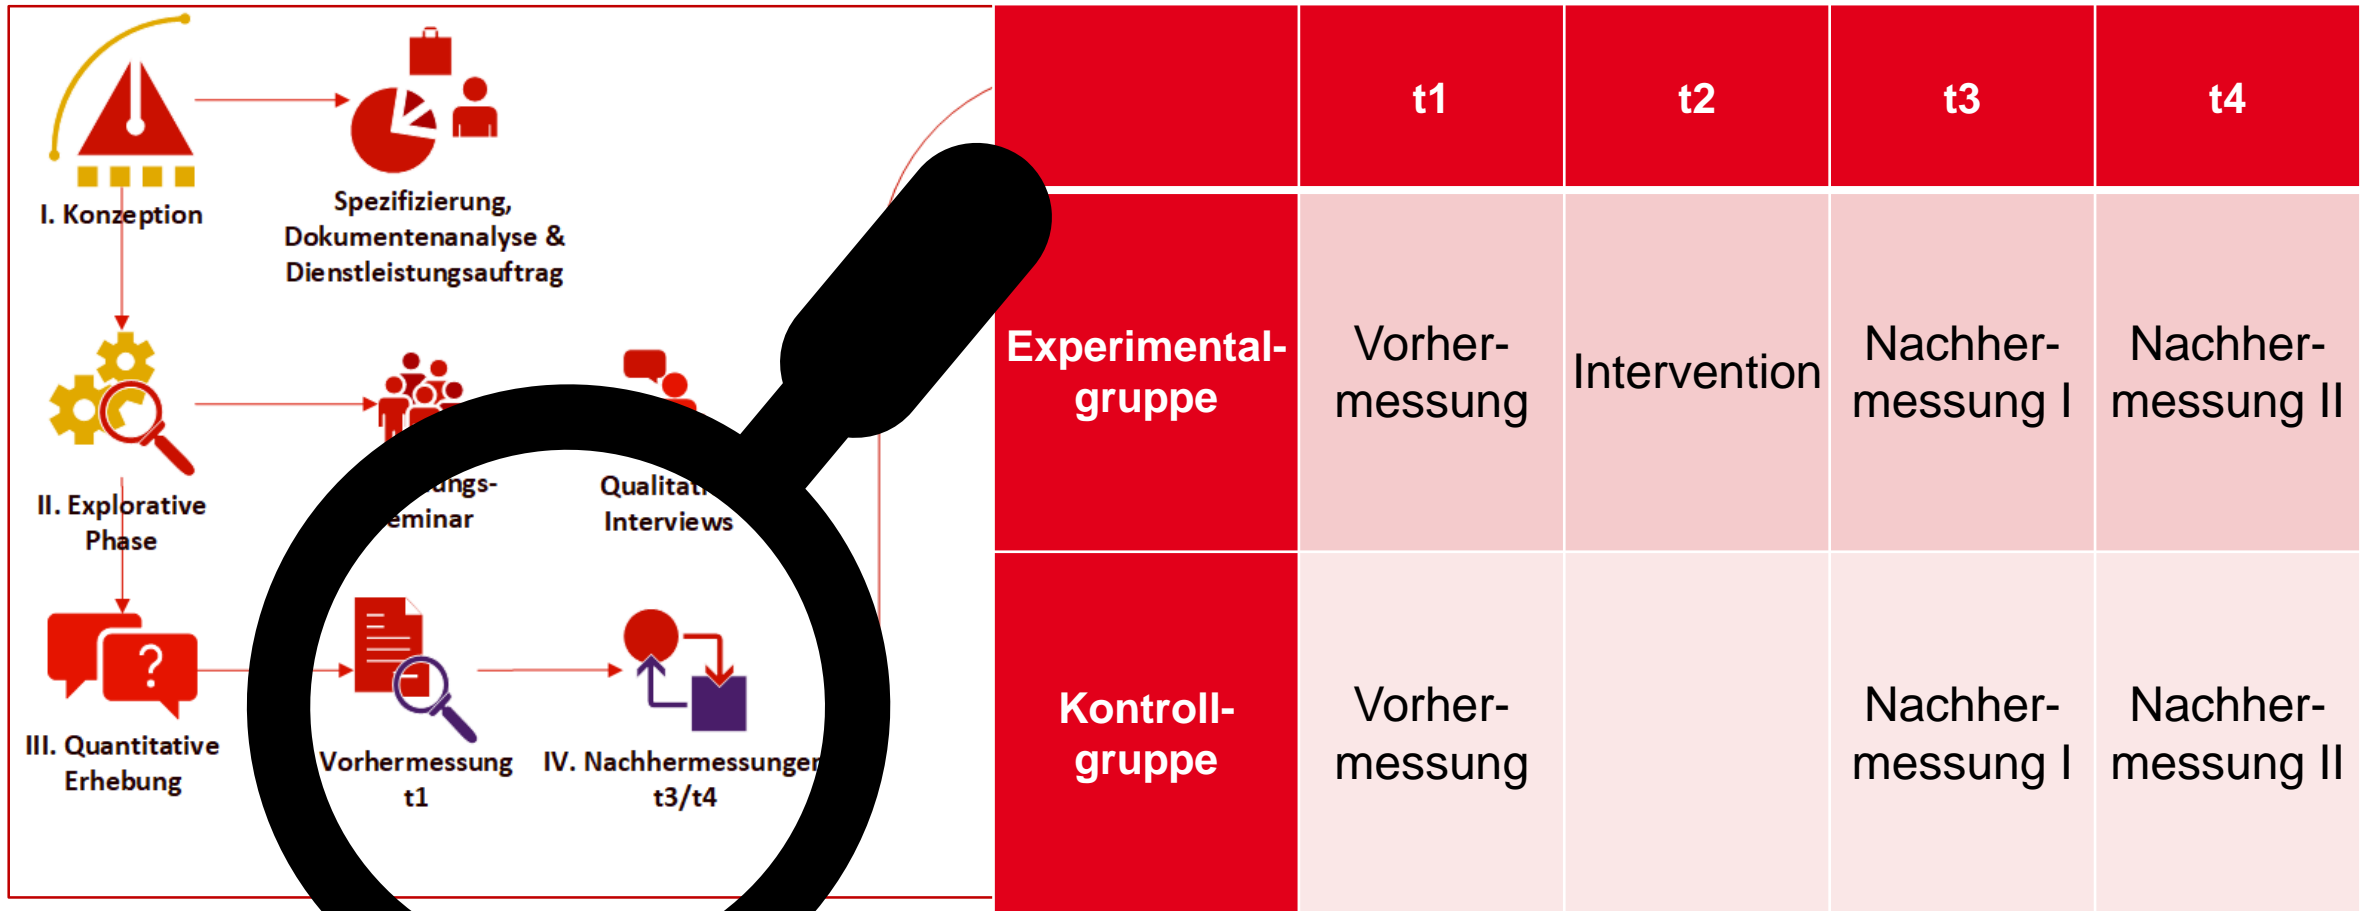 I. Konzeption
Spezifizierung,
Dokumentenanalyse &
Dienstleistungsauftrag
II. Explorative
Phase
Interviews
?
III. Quantitative
Erhebung
Vorhermessung
t1
IV. Nachhermessungen
t3/t4
t1 t2 t3 t4
Experimental-
gruppe
Vorher-
messung
Intervention
Nachher-
messung I
Nachher-
messung II
Kontroll-
gruppe
Vorher-
messung
Nachher-
messung I
Nachher-
messung II